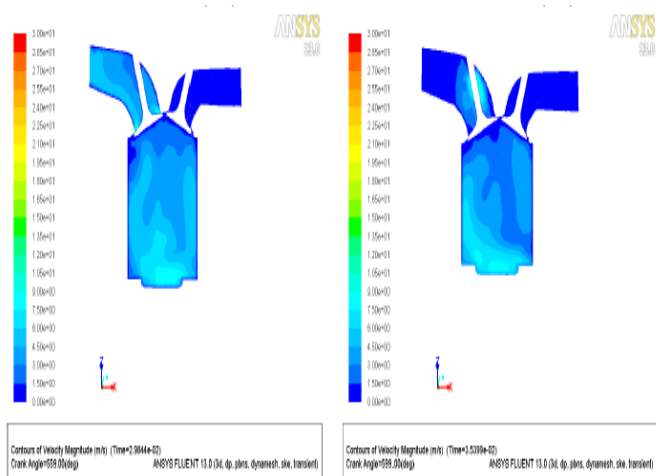 ANSYS
13.0
3.00e+01
2.85e+01
2.70e+01
2.55e+01
2.40e+01
2.25e+01
2.10e+01
1.95e+01
1.80e+01
1.65e+01
1.50e+01
1.35e+01
1.20e+01
1.05e+01
9.00e+00
7.50e+00
6.00e+00
4.50e+00
3.00e+00
1.50e+00
0.00e+00
Z
X
Contours of Velocity Magnitude (m/s) (Time=2.9844e-02)
Crank Angle=559.00(deg) ANSYS FLUENT 13.0 (3d, dp, pbns, dynamesh, ske, transient)
ANSYS
13.0
3.00e+01
2.85e+01
2.70e+01
2.55e+01
2.40e+01
2.25e+01
2.10e+01
1.95e+01
1.80e+01
1.65e+01
1.50e+01
1.35e+01
1.20e+01
1.05e+01
9.00e+00
7.50e+00
6.00e+00
4.50e+00
3.00e+00
1.50e+00
0.00e+00
Z
X
Contours of Velocity Magnitude (m/s) (Time=3.5399e-02)
Crank Angle=599.00(deg) ANSYS FLUENT 13.0 (3d, dp, pbns, dynamesh, ske, transient)